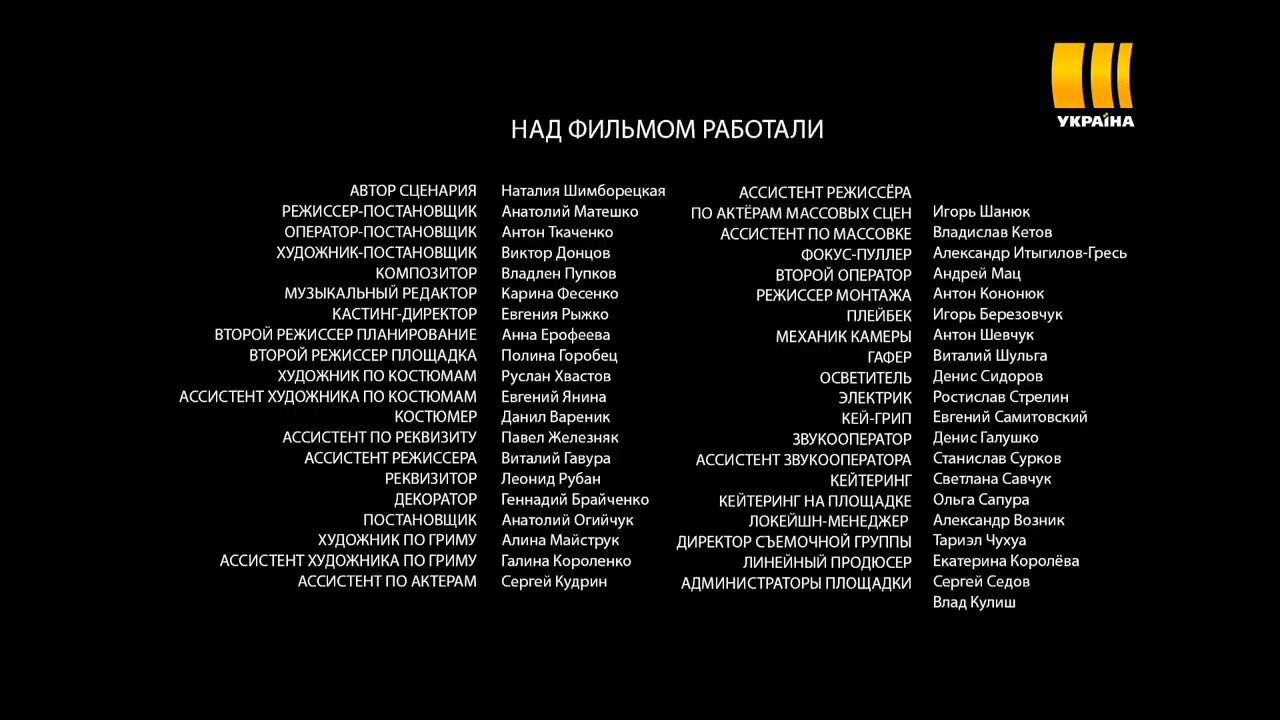 УКРАЇНА
НАД ФИЛЬМОМ РАБОТАЛИ
АВТОР СЦЕНАРИЯ Наталия Шимборецкая
РЕЖИССЕР-ПОСТАНОВЩИК Анатолий Матешко
ОПЕРАТОР-ПОСТАНОВЩИК Антон Ткаченко
ХУДОЖНИК-ПОСТАНОВЩИК Виктор Донцов
КОМПОЗИТОР Владлен Пупков
МУЗЫКАЛЬНЫЙ РЕДАКТОР Карина Фесенко
КАСТИНГ-ДИРЕКТОР Евгения Рыжко
ВТОРОЙ РЕЖИССЕР ПЛАНИРОВАНИЕ Анна Ерофеева
ВТОРОЙ РЕЖИССЕР ПЛОЩАДКА Полина Горобец
ХУДОЖНИК ПО КОСТЮМАМ Руслан Хвастов
АССИСТЕНТ ХУДОЖНИКА ПО КОСТЮМАМ Евгений Янина
КОСТЮМЕР Данил Вареник
АССИСТЕНТ ПО РЕКВИЗИТУ Павел Железняк
АССИСТЕНТ РЕЖИССЕРА Виталий Гавура
РЕКВИЗИТОР Леонид Рубан
ДЕКОРАТОР Геннадий Брайченко
ПОСТАНОВЩИК Анатолий Огийчук
ХУДОЖНИК ПО ГРИМУ Алина Майструк
АССИСТЕНТ ХУДОЖНИКА ПО ГРИМУ Галина Короленко
АССИСТЕНТ ПО АКТЕРАМ Сергей Кудрин
АССИСТЕНТ РЕЖИССЁРА
ПО АКТЁРАМ МАССОВЫХ СЦЕН Игорь Шанюк
АССИСТЕНТ ПО МАССОВКЕ Владислав Кетов
ФОКУС-ПУЛЛЕР Александр Итыгилов-Гресь
ВТОРОЙ ОПЕРАТОР Андрей Мац
РЕЖИССЕР МОНТАЖА Антон Кононюк
ПЛЕЙБЕК Игорь Березовчук
МЕХАНИК КАМЕРЫ Антон Шевчук
ГАФЕР Виталий Шульга
ОСВЕТИТЕЛЬ Денис Сидоров
ЭЛЕКТРИК Ростислав Стрелин
КЕЙ-ГРИП Евгений Самитовский
ЗВУКООПЕРАТОР Денис Галушко
АССИСТЕНТ ЗВУКООПЕРАТОРА Станислав Сурков
КЕЙТЕРИНГ Светлана Савчук
КЕЙТЕРИНГ НА ПЛОЩАДКЕ Ольга Сапура
ЛОКЕЙШН-МЕНЕДЖЕР Александр Возник
ДИРЕКТОР СЪЕМОЧНОЙ ГРУППЫ Тариэл Чухуа
ЛИНЕЙНЫЙ ПРОДЮСЕР Екатерина Королёва
АДМИНИСТРАТОРЫ ПЛОЩАДКИ Сергей Седов
Влад Кулиш